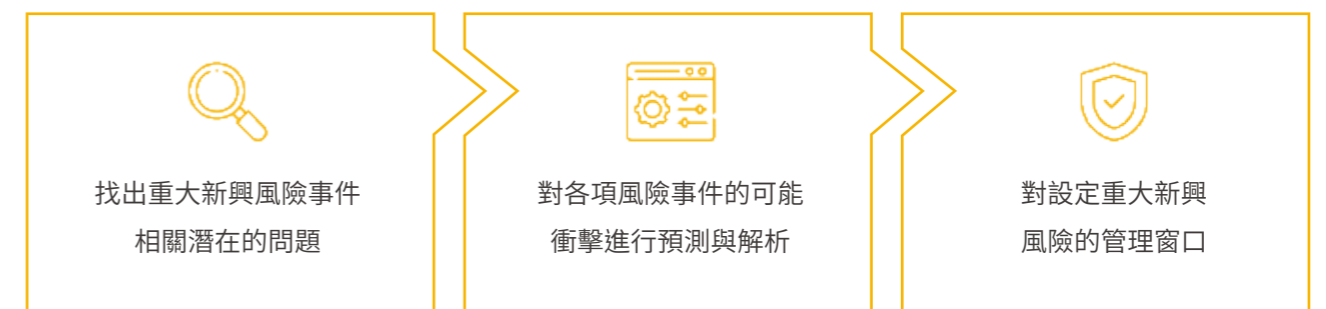 找出重大新興風險事件
相關潛在的問題
對各項風險事件的可能
衝擊進行預測與解析
對設定重大新興
風險的管理窗口